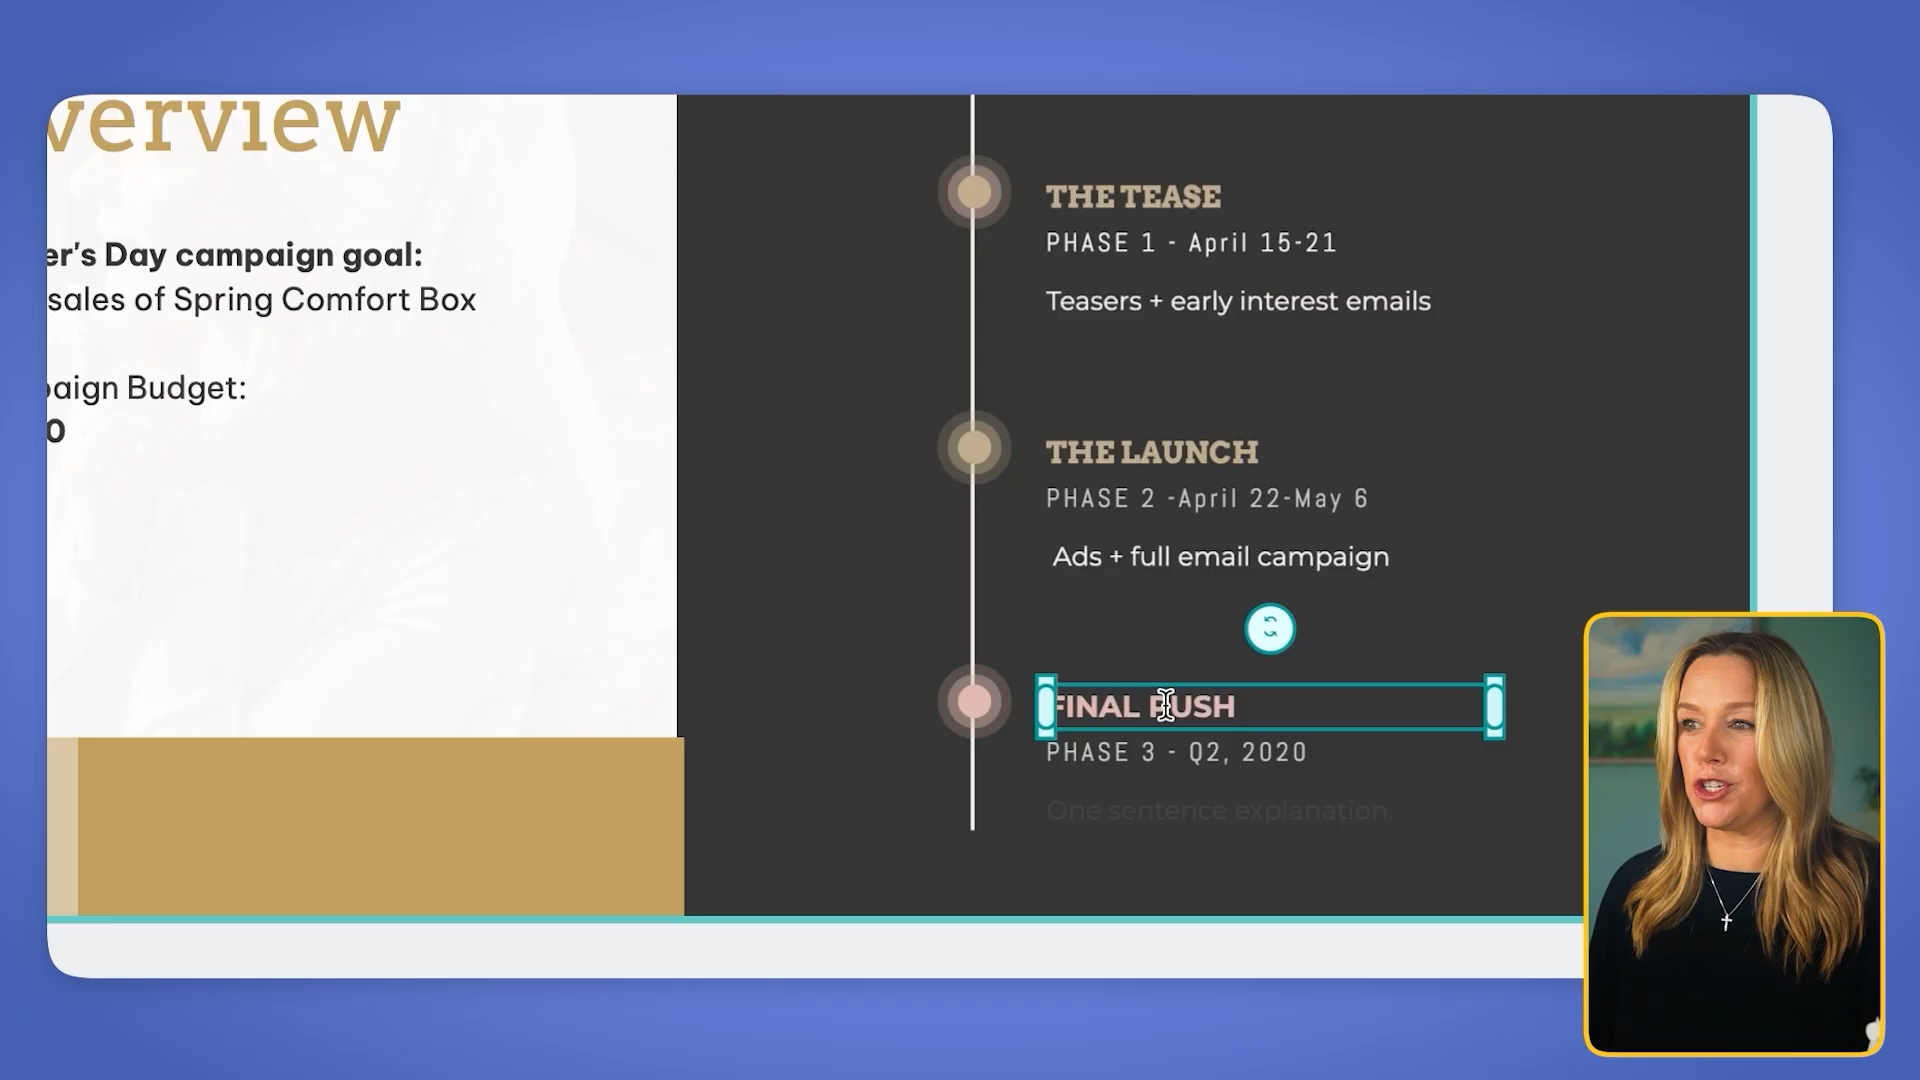 verview
er's Day campaign goal:
sales of Spring Comfort Box
paign Budget:
0
THE TEASE
PHASE 1 - April 15-21
Teasers + early interest emails
THE LAUNCH
PHASE 2 -April 22-May 6
Ads + full email campaign
FINAL PUSH
PHASE 3 - Q2, 2020
One sentence explanation.